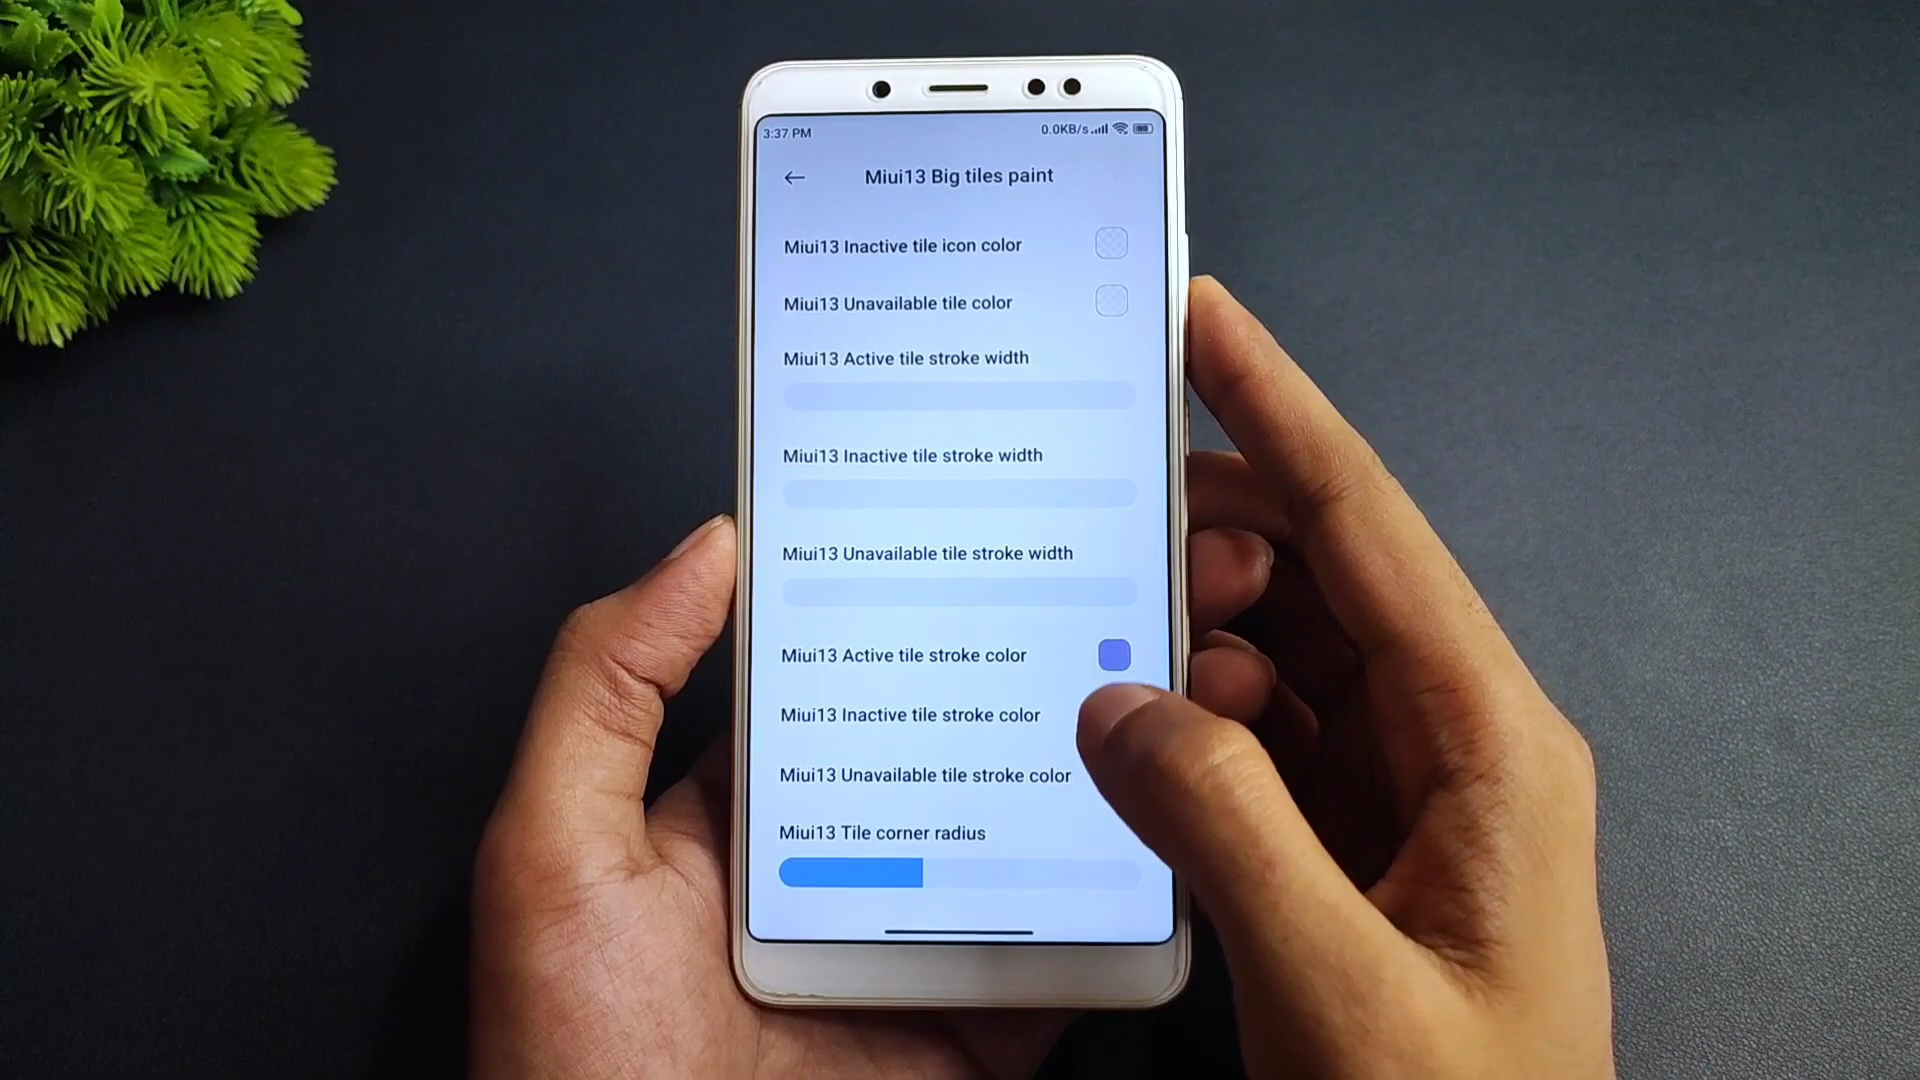 3:37 PM
0.0KB/s
Miui13 Big tiles paint
Miui13 Inactive tile icon color
Miui13 Unavailable tile color
Miui13 Active tile stroke width
Miui13 Inactive tile stroke width
Miui13 Unavailable tile stroke width
Miui13 Active tile stroke color
Miui13 Inactive tile stroke color
Miui13 Unavailable tile stroke color
Miui13 Tile corner radius